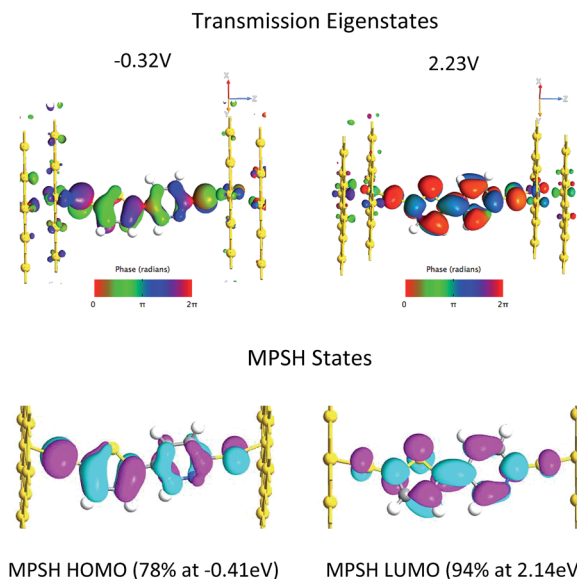 Transmission Eigenstates
-0.32V
2.23V
X
Z
Y
X
Z
Phase (radians)
0 π 2π
Phase (radians)
0 π 2π
MPSH States
MPSH HOMO (78% at -0.41eV)
MPSH LUMO (94% at 2.14eV